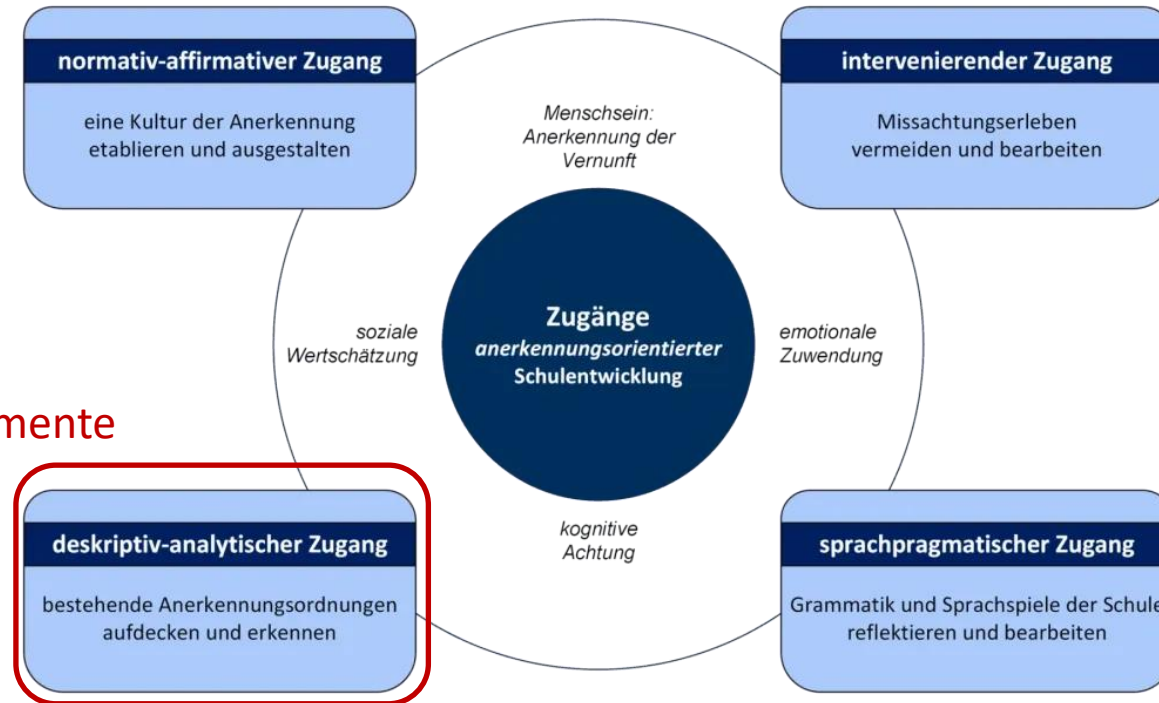 normativ-affirmativer Zugang
eine Kultur der Anerkennung
etablieren und ausgestalten
intervenierender Zugang
Missachtungserleben
vermeiden und bearbeiten
Menschsein:
Anerkennung der
Vernunft
soziale
Wertschätzung
Zugänge
anerkennungsorientierter
Schulentwicklung
emotionale
Zuwendung
kognitive
Achtung
mente
deskriptiv-analytischer Zugang
bestehende Anerkennungsordnungen
aufdecken und erkennen
sprachpragmatischer Zugang
Grammatik und Sprachspiele der Schule
reflektieren und bearbeiten